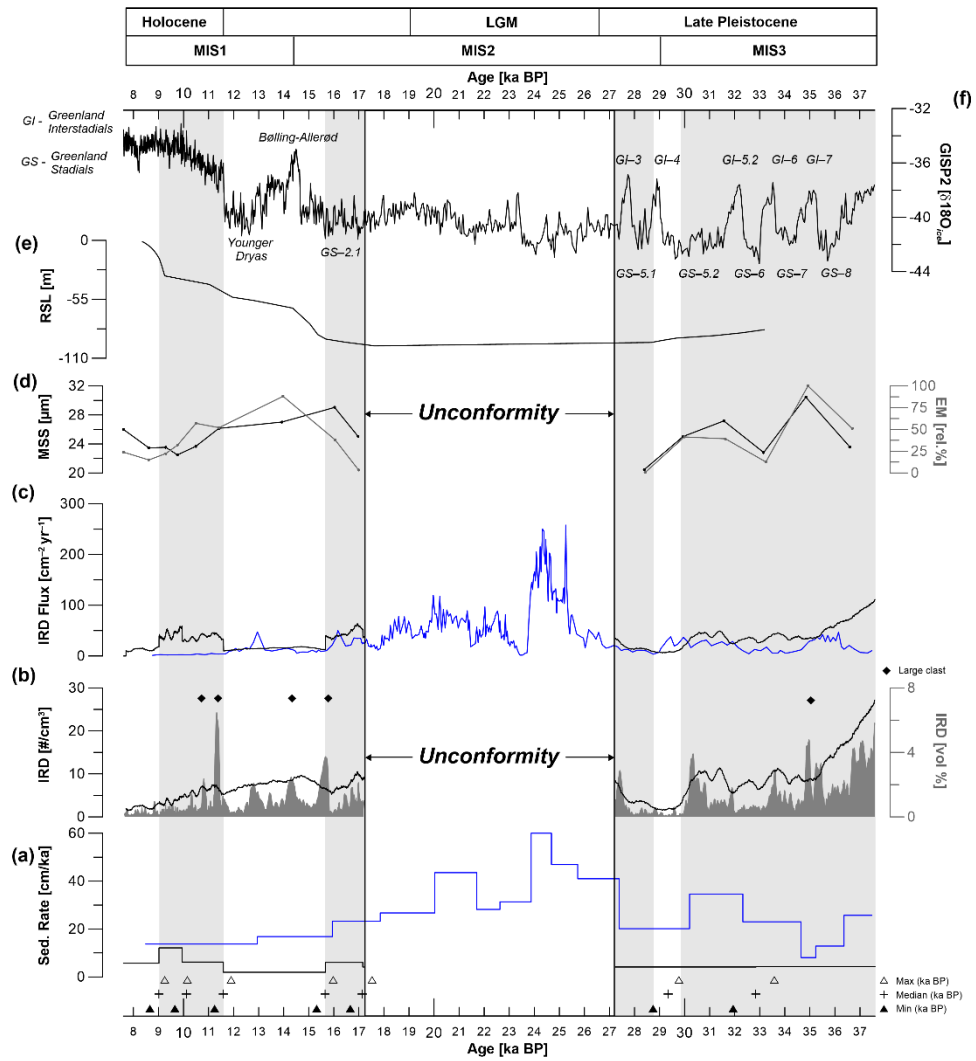 Holocene LGM Late Pleistocene
MIS1 MIS2 MIS3
Age [ka BP]
8 9 10 11 12 13 14 15 16 17 18 19 20 21 22 23 24 25 26 27 28 29 30 31 32 33 34 35 36 37
(f)
GI - Greenland
Interstadials
GS - Greenland
Stadials
Bølling-Allerød
GI–3 GI–4 GI–5.2 GI–6 GI–7
-32
-36
-40
-44
GISP2 [δ18Oice]
Younger
Dryas
GS–2.1
GS–5.1 GS–5.2 GS–6 GS–7 GS–8
(e)
RSL [m]
0
-55
-110
(d)
MSS [µm]
32
28
24
20
Unconformity
100
75
50
25
0
EM
[rel.%]
(c)
IRD Flux [cm⁻² yr⁻¹]
300
200
100
0
Large clast
(b)
IRD [#/cm³]
30
20
10
0
Unconformity
8
4
0
IRD
[vol %]
(a)
Sed. Rate [cm/ka]
60
40
20
0
Max (ka BP)
Median (ka BP)
Min (ka BP)
8 9 10 11 12 13 14 15 16 17 18 19 20 21 22 23 24 25 26 27 28 29 30 31 32 33 34 35 36 37
Age [ka BP]